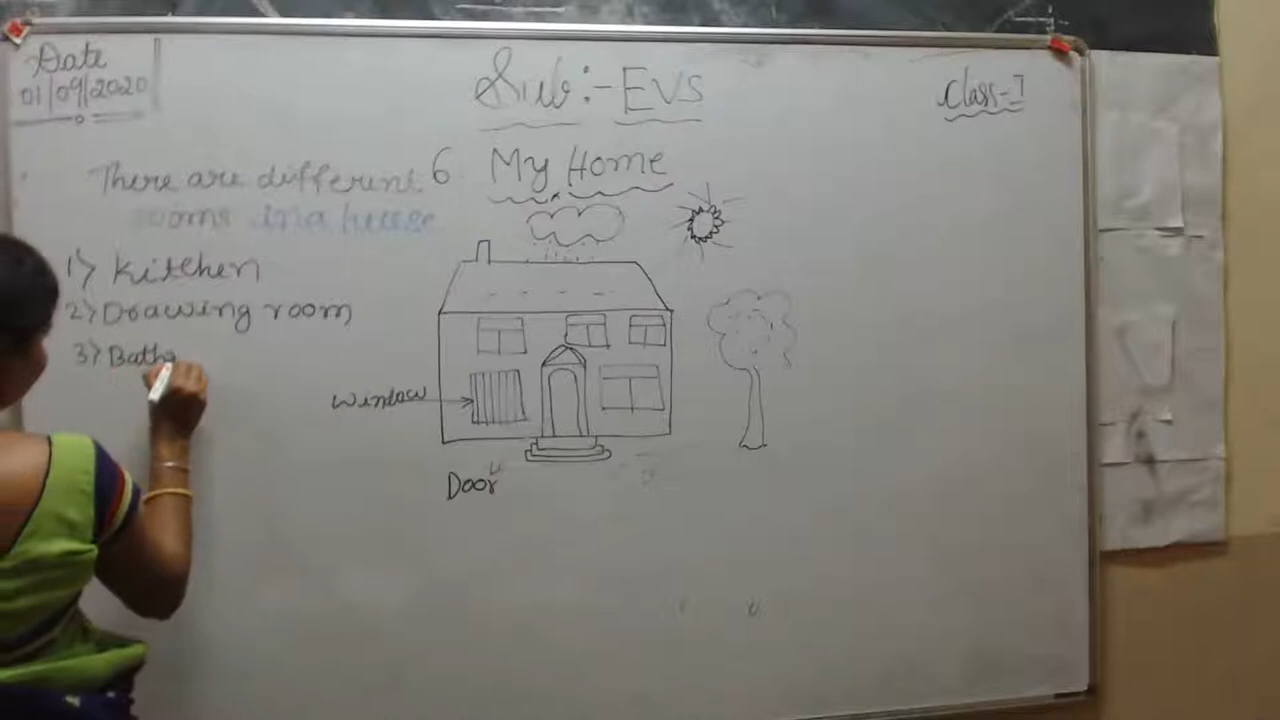 Date
01/09/2020
Sub:- EVS
Class-I
6 My Home
There are different
rooms in a house
1) Kitchen
2) Drawing room
3) Bath
Window
Door